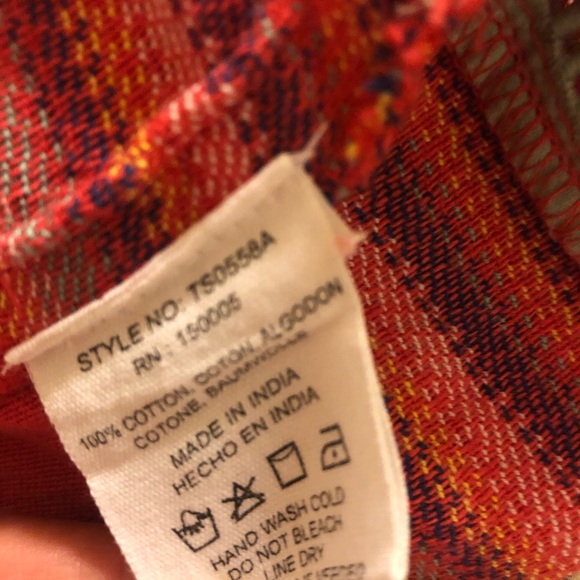 STYLE NO: TS0558A
RN: 150005
100% COTTON, COTON, ALGODON
COTONE, BAUMWOLLE
MADE IN INDIA
HECHO EN INDIA
HAND WASH COLD
DO NOT BLEACH
LINE DRY